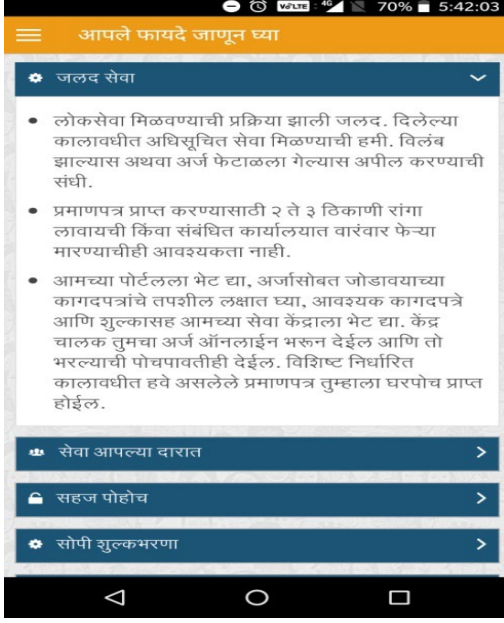 VoLTE 4G 70% 5:42:03
आपले फायदे जाणून घ्या
जलद सेवा
लोकसेवा मिळवण्याची प्रक्रिया झाली जलद. दिलेल्या
कालावधीत अधिसूचित सेवा मिळण्याची हमी. विलंब
झाल्यास अथवा अर्ज फेटाळला गेल्यास अपील करण्याची
संधी.
प्रमाणपत्र प्राप्त करण्यासाठी २ ते ३ ठिकाणी रांगा
लावायची किंवा संबंधित कार्यालयात वारंवार फेऱ्या
मारण्याचीही आवश्यकता नाही.
आमच्या पोर्टलला भेट द्या, अर्जासोबत जोडावयाच्या
कागदपत्रांचे तपशील लक्षात घ्या, आवश्यक कागदपत्रे
आणि शुल्कासह आमच्या सेवा केंद्राला भेट द्या. केंद्र
चालक तुमचा अर्ज ऑनलाईन भरून देईल आणि तो
भरल्याची पोचपावतीही देईल. विशिष्ट निर्धारित
कालावधीत हवे असलेले प्रमाणपत्र तुम्हाला घरपोच प्राप्त
होईल.
सेवा आपल्या दारात
सहज पोहोच
सोपी शुल्कभरणा